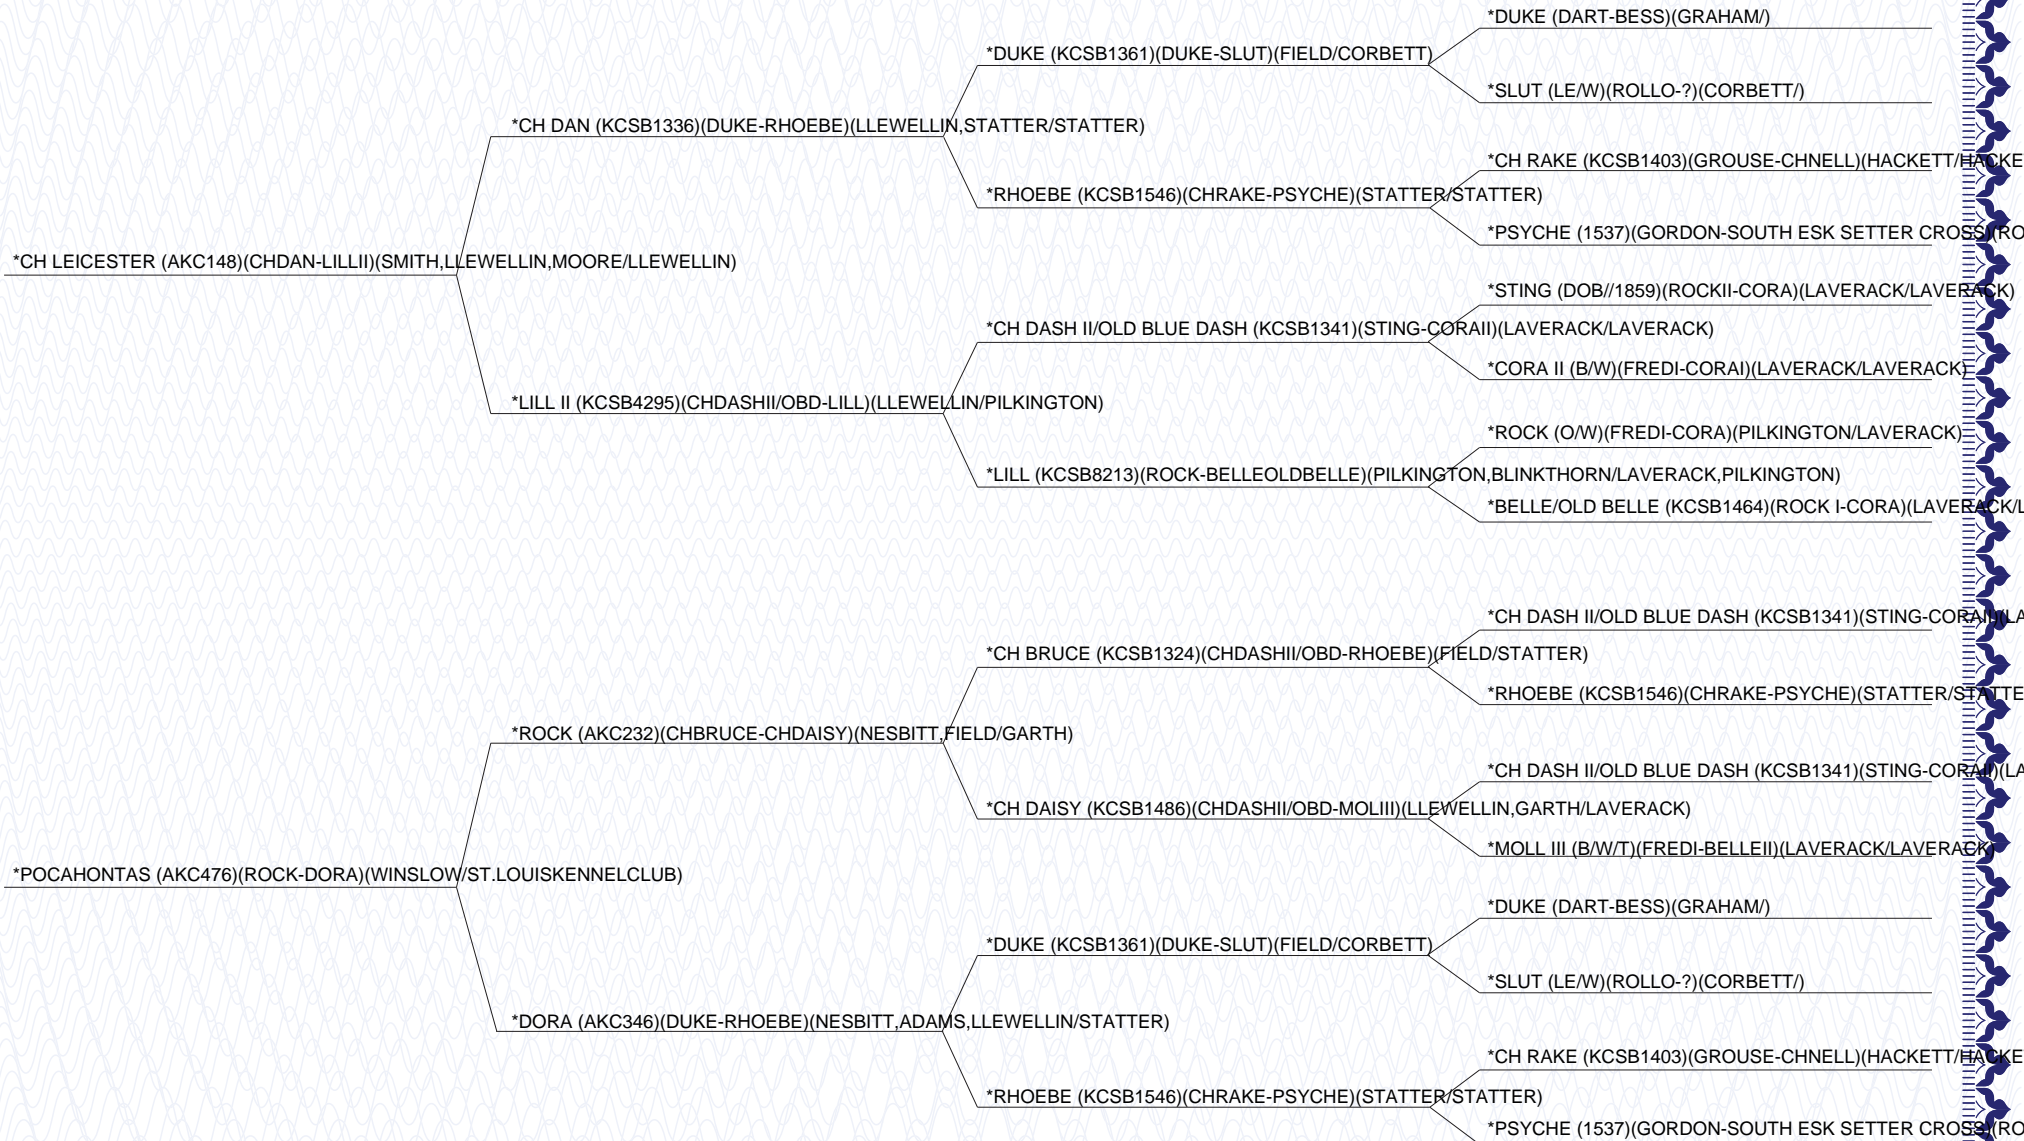 *DUKE (DART-BESS)(GRAHAM/)
*DUKE (KCSB1361)(DUKE-SLUT)(FIELD/CORBETT)
*SLUT (LE/W)(ROLLO-?)(CORBETT/)
*CH DAN (KCSB1336)(DUKE-RHOEBE)(LLEWELLIN,STATTER/STATTER)
*CH RAKE (KCSB1403)(GROUSE-CHNELL)(HACKETT/HACKE
*RHOEBE (KCSB1546)(CHRAKE-PSYCHE)(STATTER/STATTER)
*PSYCHE (1537)(GORDON-SOUTH ESK SETTER CROSS)(RO
*CH LEICESTER (AKC148)(CHDAN-LILLII)(SMITH,LLEWELLIN,MOORE/LLEWELLIN)
*STING (DOB//1859)(ROCKII-CORA)(LAVERACK/LAVERACK)
*CH DASH II/OLD BLUE DASH (KCSB1341)(STING-CORAII)(LAVERACK/LAVERACK)
*CORA II (B/W)(FREDI-CORAI)(LAVERACK/LAVERACK)
*LILL II (KCSB4295)(CHDASHII/OBD-LILL)(LLEWELLIN/PILKINGTON)
*ROCK (O/W)(FREDI-CORA)(PILKINGTON/LAVERACK)
*LILL (KCSB8213)(ROCK-BELLEOLDBELLE)(PILKINGTON,BLINKTHORN/LAVERACK,PILKINGTON)
*BELLE/OLD BELLE (KCSB1464)(ROCK I-CORA)(LAVERACK/L
*CH DASH II/OLD BLUE DASH (KCSB1341)(STING-CORAII)(LA
*CH BRUCE (KCSB1324)(CHDASHII/OBD-RHOEBE)(FIELD/STATTER)
*RHOEBE (KCSB1546)(CHRAKE-PSYCHE)(STATTER/STATTE
*ROCK (AKC232)(CHBRUCE-CHDAISY)(NESBITT,FIELD/GARTH)
*CH DASH II/OLD BLUE DASH (KCSB1341)(STING-CORAII)(LA
*CH DAISY (KCSB1486)(CHDASHII/OBD-MOLIII)(LLEWELLIN,GARTH/LAVERACK)
*MOLL III (B/W/T)(FREDI-BELLEII)(LAVERACK/LAVERACK)
*POCAHONTAS (AKC476)(ROCK-DORA)(WINSLOW/ST.LOUISKENNELCLUB)
*DUKE (DART-BESS)(GRAHAM/)
*DUKE (KCSB1361)(DUKE-SLUT)(FIELD/CORBETT)
*SLUT (LE/W)(ROLLO-?)(CORBETT/)
*DORA (AKC346)(DUKE-RHOEBE)(NESBITT,ADAMS,LLEWELLIN/STATTER)
*CH RAKE (KCSB1403)(GROUSE-CHNELL)(HACKETT/HACKE
*RHOEBE (KCSB1546)(CHRAKE-PSYCHE)(STATTER/STATTER)
*PSYCHE (1537)(GORDON-SOUTH ESK SETTER CROSS)(RO